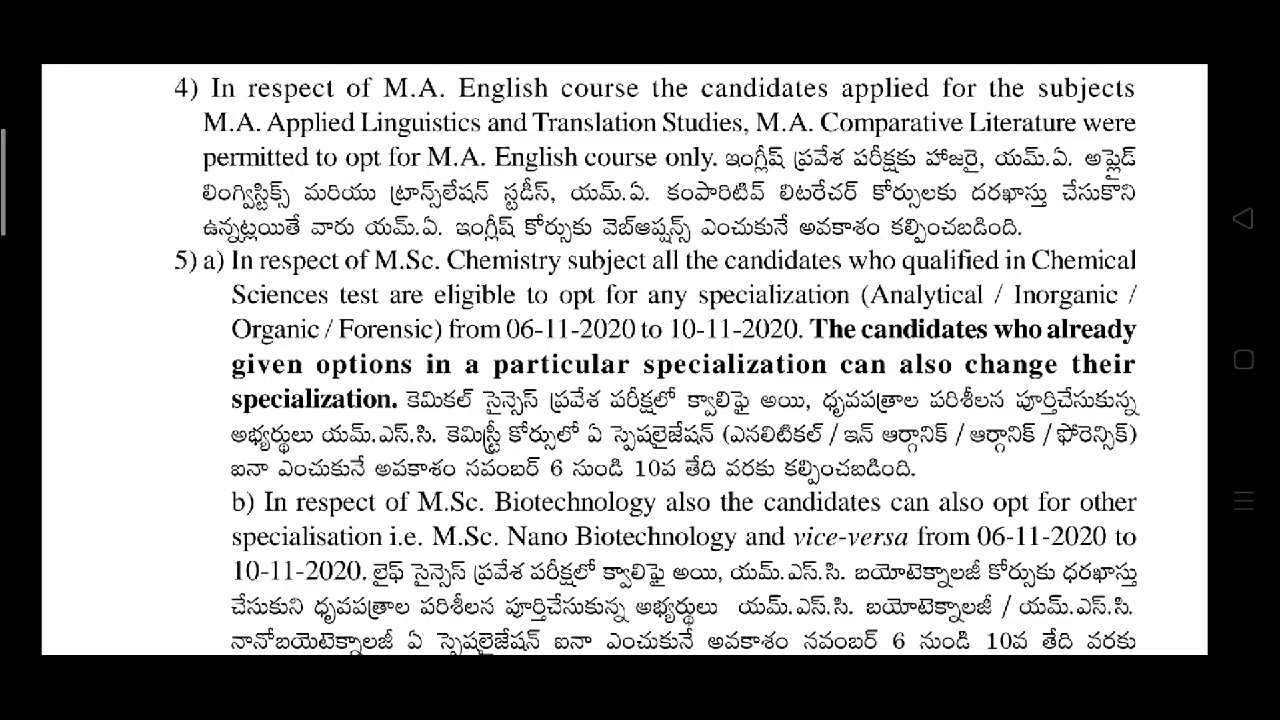 4) In respect of M.A. English course the candidates applied for the subjects
M.A. Applied Linguistics and Translation Studies, M.A. Comparative Literature were
permitted to opt for M.A. English course only. ఇంగ్లీష్ ప్రవేశ పరీక్షకు హాజరై, యమ్.ఏ. అప్లైడ్
లింగ్విస్టిక్స్ మరియు ట్రాన్స్‌లేషన్ స్టడీస్, యమ్.ఏ. కంపారిటివ్ లిటరేచర్ కోర్సులకు దరఖాస్తు చేసుకొని
ఉన్నట్లయితే వారు యమ్.ఏ. ఇంగ్లీష్ కోర్సుకు వెబ్ఆప్షన్స్ ఎంచుకునే అవకాశం కల్పించబడింది.
5) a) In respect of M.Sc. Chemistry subject all the candidates who qualified in Chemical
Sciences test are eligible to opt for any specialization (Analytical / Inorganic /
Organic / Forensic) from 06-11-2020 to 10-11-2020. The candidates who already
given options in a particular specialization can also change their
specialization. కెమికల్ సైన్సెస్ ప్రవేశ పరీక్షలో క్వాలిఫై అయి, ధృవపత్రాల పరిశీలన పూర్తిచేసుకున్న
అభ్యర్థులు యమ్.ఎస్.సి. కెమిస్ట్రీ కోర్సులో ఏ స్పెషలైజేషన్ (ఎనలిటికల్ / ఇన్ ఆర్గానిక్ / ఆర్గానిక్ / ఫోరెన్సిక్)
ఐనా ఎంచుకునే అవకాశం నవంబర్ 6 నుండి 10వ తేది వరకు కల్పించబడింది.
b) In respect of M.Sc. Biotechnology also the candidates can also opt for other
specialisation i.e. M.Sc. Nano Biotechnology and vice-versa from 06-11-2020 to
10-11-2020. లైఫ్ సైన్సెస్ ప్రవేశ పరీక్షలో క్వాలిఫై అయి, యమ్.ఎస్.సి. బయోటెక్నాలజీ కోర్సుకు ధరఖాస్తు
చేసుకుని ధృవపత్రాల పరిశీలన పూర్తిచేసుకున్న అభ్యర్థులు యమ్.ఎస్.సి. బయోటెక్నాలజీ / యమ్.ఎస్.సి.
నానోబయెటెక్నాలజీ ఏ స్పెషలైజేషన్ ఐనా ఎంచుకునే అవకాశం నవంబర్ 6 నుండి 10వ తేదీ వరకు